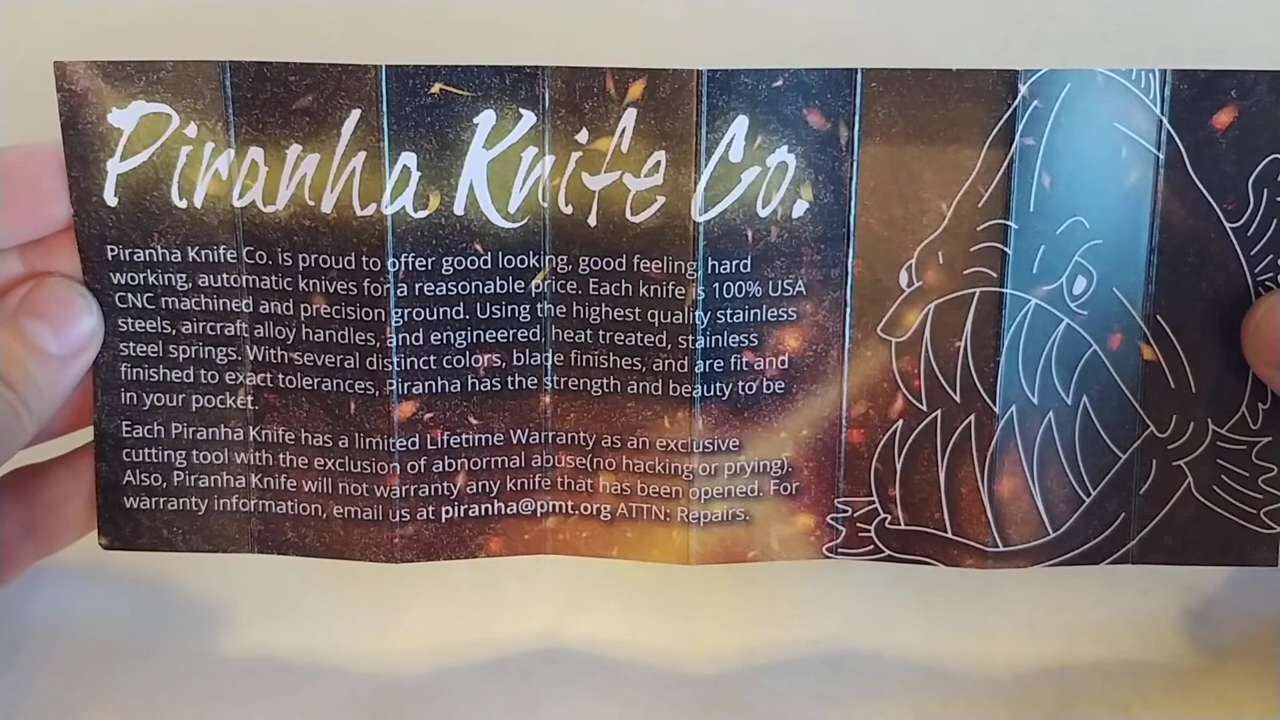 Piranha Knife Co.
Piranha Knife Co. is proud to offer good looking, good feeling, hard
working, automatic knives for a reasonable price. Each knife is 100% USA
CNC machined and precision ground. Using the highest quality stainless
steels, aircraft alloy handles, and engineered, heat treated, stainless
steel springs. With several distinct colors, blade finishes, and are fit and
finished to exact tolerances, Piranha has the strength and beauty to be
in your pocket.
Each Piranha Knife has a limited Lifetime Warranty as an exclusive
cutting tool with the exclusion of abnormal abuse(no hacking or prying).
Also, Piranha Knife will not warranty any knife that has been opened. For
warranty information, email us at piranha@pmt.org ATTN: Repairs.